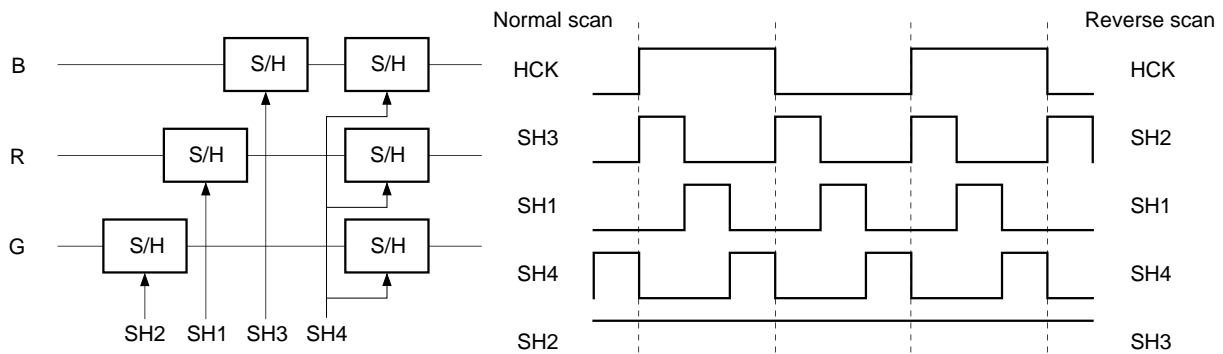 Normal scan
Reverse scan
B
S/H
S/H
HCK
HCK
SH3
SH2
R
S/H
S/H
SH1
SH1
G
S/H
S/H
SH4
SH4
SH2
SH1
SH3
SH4
SH2
SH3